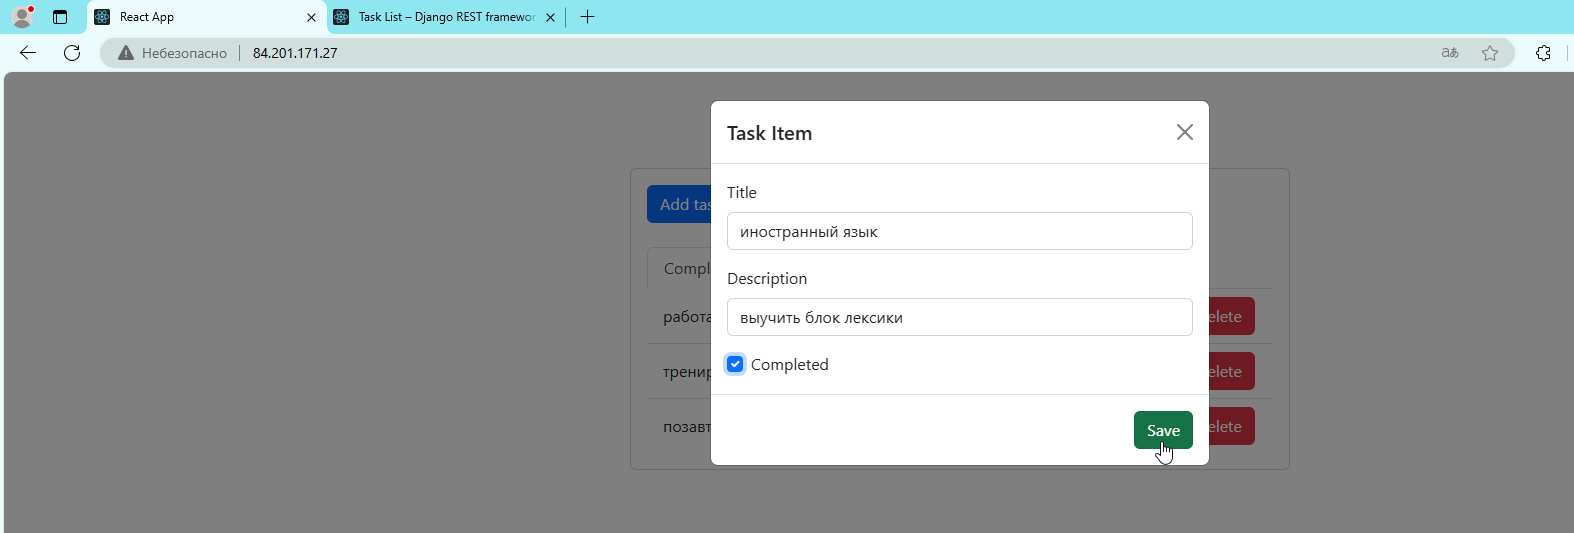 React App
Task List – Django REST framewor
Небезопасно
84.201.171.27
Task Item
Title
иностранный язык
Add tas
Description
Compl
выучить блок лексики
работа
elete
Completed
тренир
elete
позавт
elete
Save